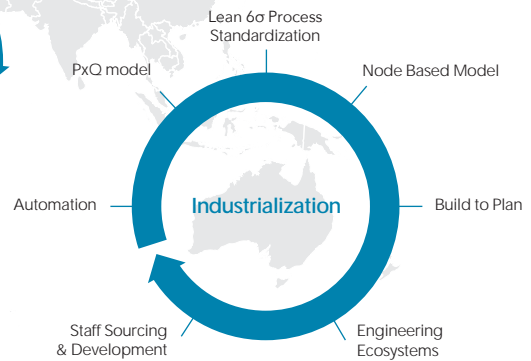 Lean 6σ Process
Standardization
PxQ model
Node Based Model
Automation
Industrialization
Build to Plan
Staff Sourcing
& Development
Engineering
Ecosystems